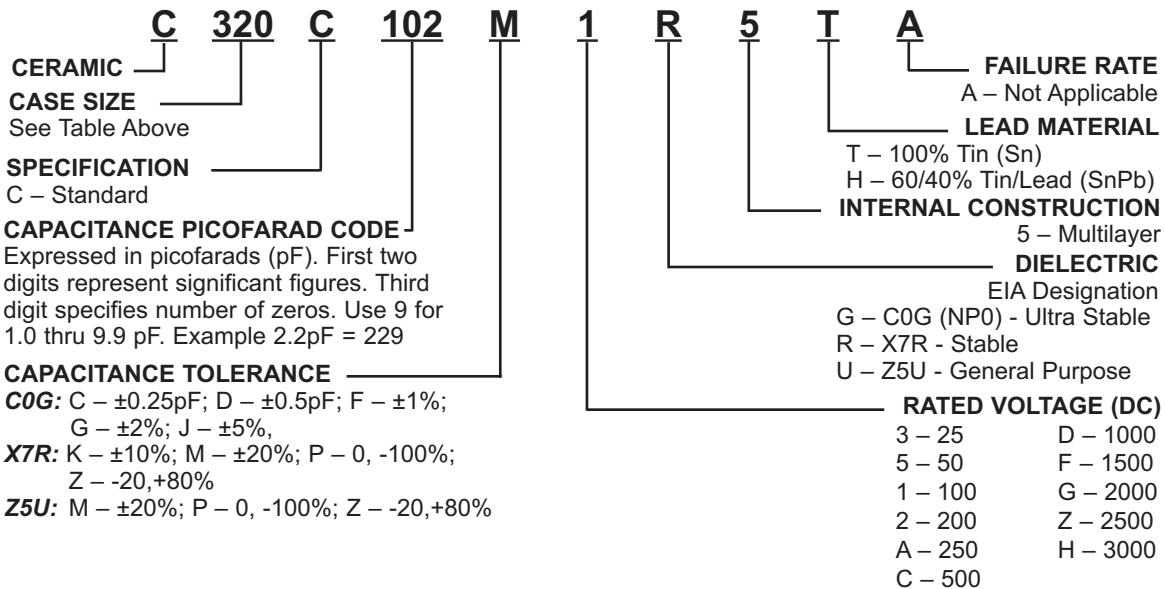 C 320 C 102 M 1 R 5 T A
CERAMIC
CASE SIZE
See Table Above
SPECIFICATION
C – Standard
CAPACITANCE PICOFARAD CODE
Expressed in picofarads (pF). First two
digits represent significant figures. Third
digit specifies number of zeros. Use 9 for
1.0 thru 9.9 pF. Example 2.2pF = 229
CAPACITANCE TOLERANCE
C0G: C – ±0.25pF; D – ±0.5pF; F – ±1%;
G – ±2%; J – ±5%,
X7R: K – ±10%; M – ±20%; P – 0, -100%;
Z – -20,+80%
Z5U: M – ±20%; P – 0, -100%; Z – -20,+80%
FAILURE RATE
A – Not Applicable
LEAD MATERIAL
T – 100% Tin (Sn)
H – 60/40% Tin/Lead (SnPb)
INTERNAL CONSTRUCTION
5 – Multilayer
DIELECTRIC
EIA Designation
G – C0G (NP0) - Ultra Stable
R – X7R - Stable
U – Z5U - General Purpose
RATED VOLTAGE (DC)
3 – 25 D – 1000
5 – 50 F – 1500
1 – 100 G – 2000
2 – 200 Z – 2500
A – 250 H – 3000
C – 500